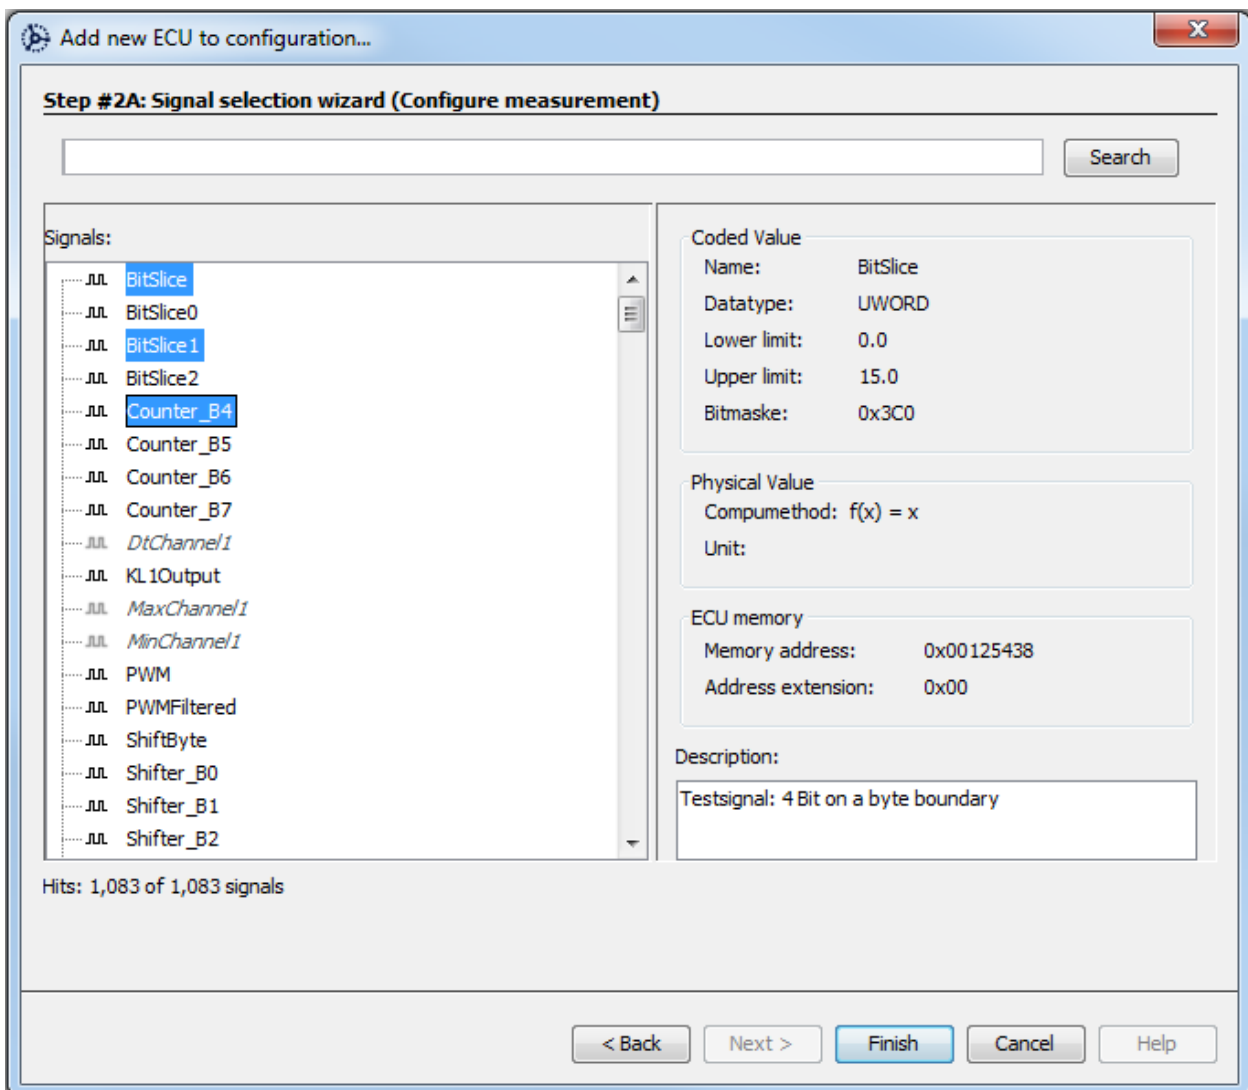 Add new ECU to configuration...
Step #2A: Signal selection wizard (Configure measurement)
Search
Signals:
BitSlice
BitSlice0
BitSlice1
BitSlice2
Counter_B4
Counter_B5
Counter_B6
Counter_B7
DtChannel1
KL1Output
MaxChannel1
MinChannel1
PWM
PWMFiltered
ShiftByte
Shifter_B0
Shifter_B1
Shifter_B2
Hits: 1,083 of 1,083 signals
Coded Value
Name: BitSlice
Datatype: UWORD
Lower limit: 0.0
Upper limit: 15.0
Bitmaske: 0x3C0
Physical Value
Compumethod: f(x) = x
Unit:
ECU memory
Memory address: 0x00125438
Address extension: 0x00
Description:
Testsignal: 4 Bit on a byte boundary
< Back Next > Finish Cancel Help